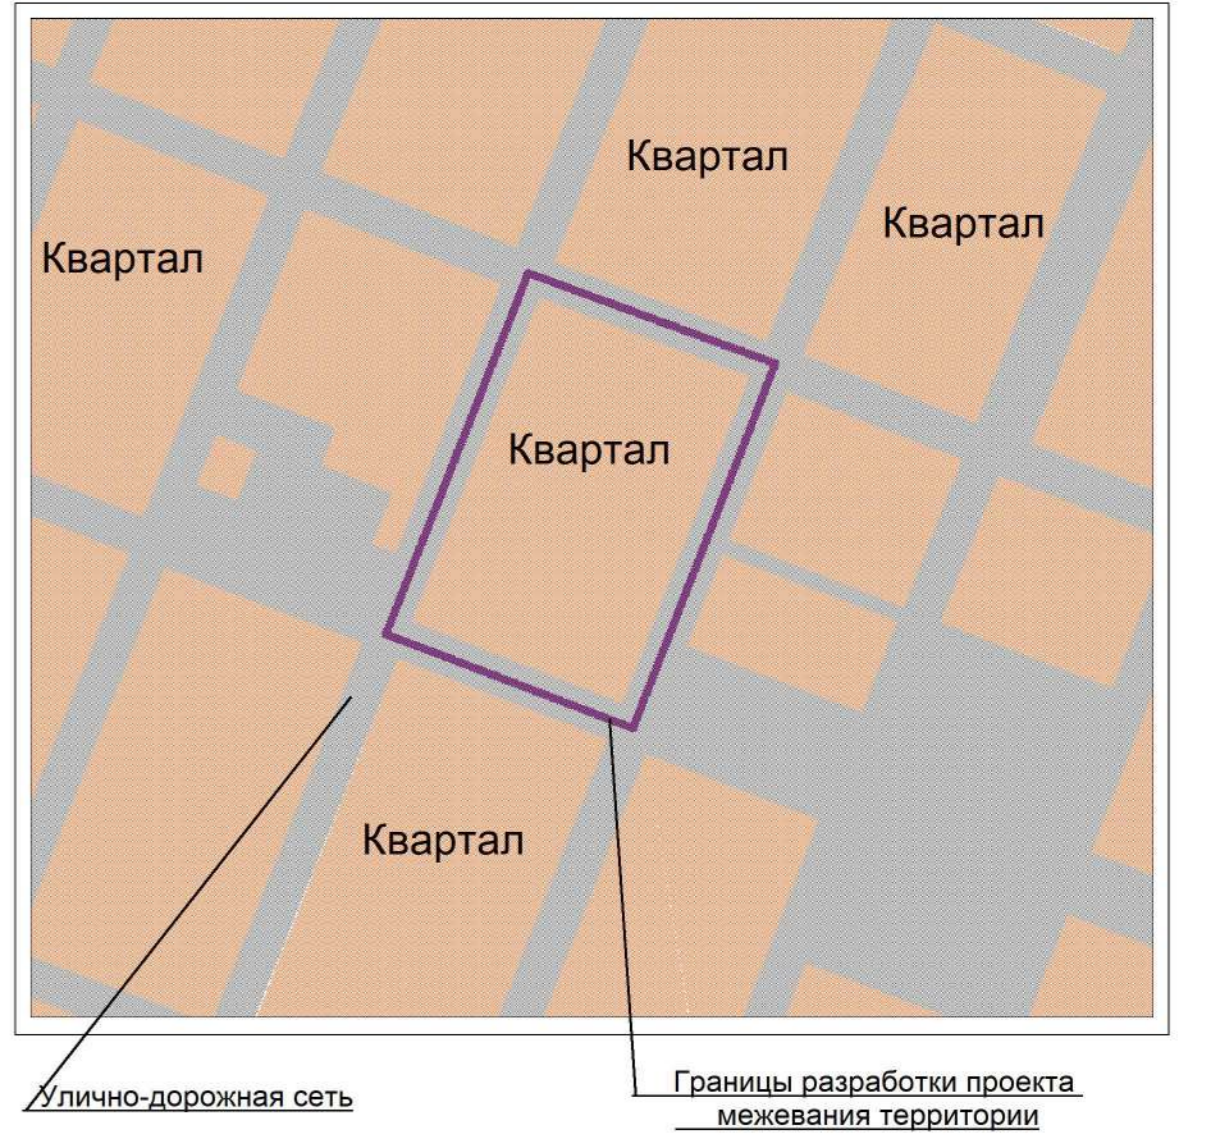 Квартал
Квартал
Квартал
Квартал
Квартал
Улично-дорожная сеть
Границы разработки проекта
межевания территории